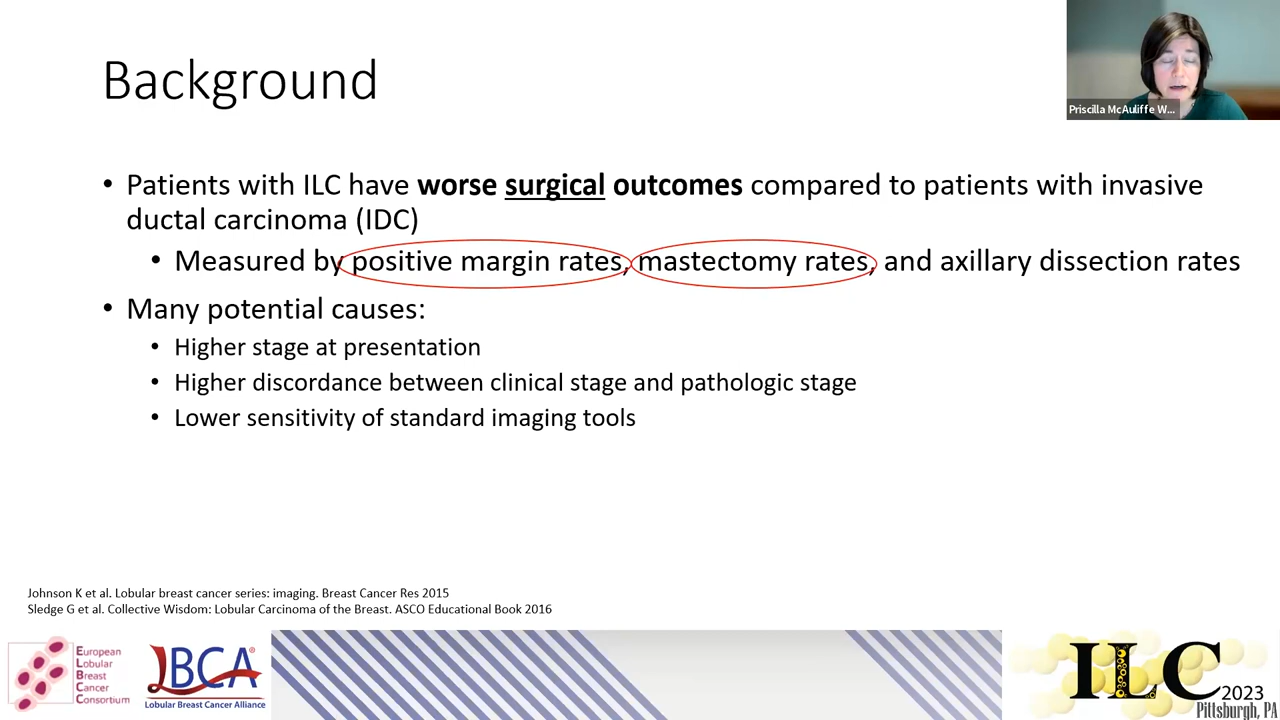 Background
Priscilla McAuliffe W...
• Patients with ILC have worse surgical outcomes compared to patients with invasive
ductal carcinoma (IDC)
• Measured by positive margin rates, mastectomy rates, and axillary dissection rates
• Many potential causes:
• Higher stage at presentation
• Higher discordance between clinical stage and pathologic stage
• Lower sensitivity of standard imaging tools
Johnson K et al. Lobular breast cancer series: imaging. Breast Cancer Res 2015
Sledge G et al. Collective Wisdom: Lobular Carcinoma of the Breast. ASCO Educational Book 2016
European
Lobular
Breast
Cancer
Consortium
LBCA®
Lobular Breast Cancer Alliance
ILC
2023
Pittsburgh, PA